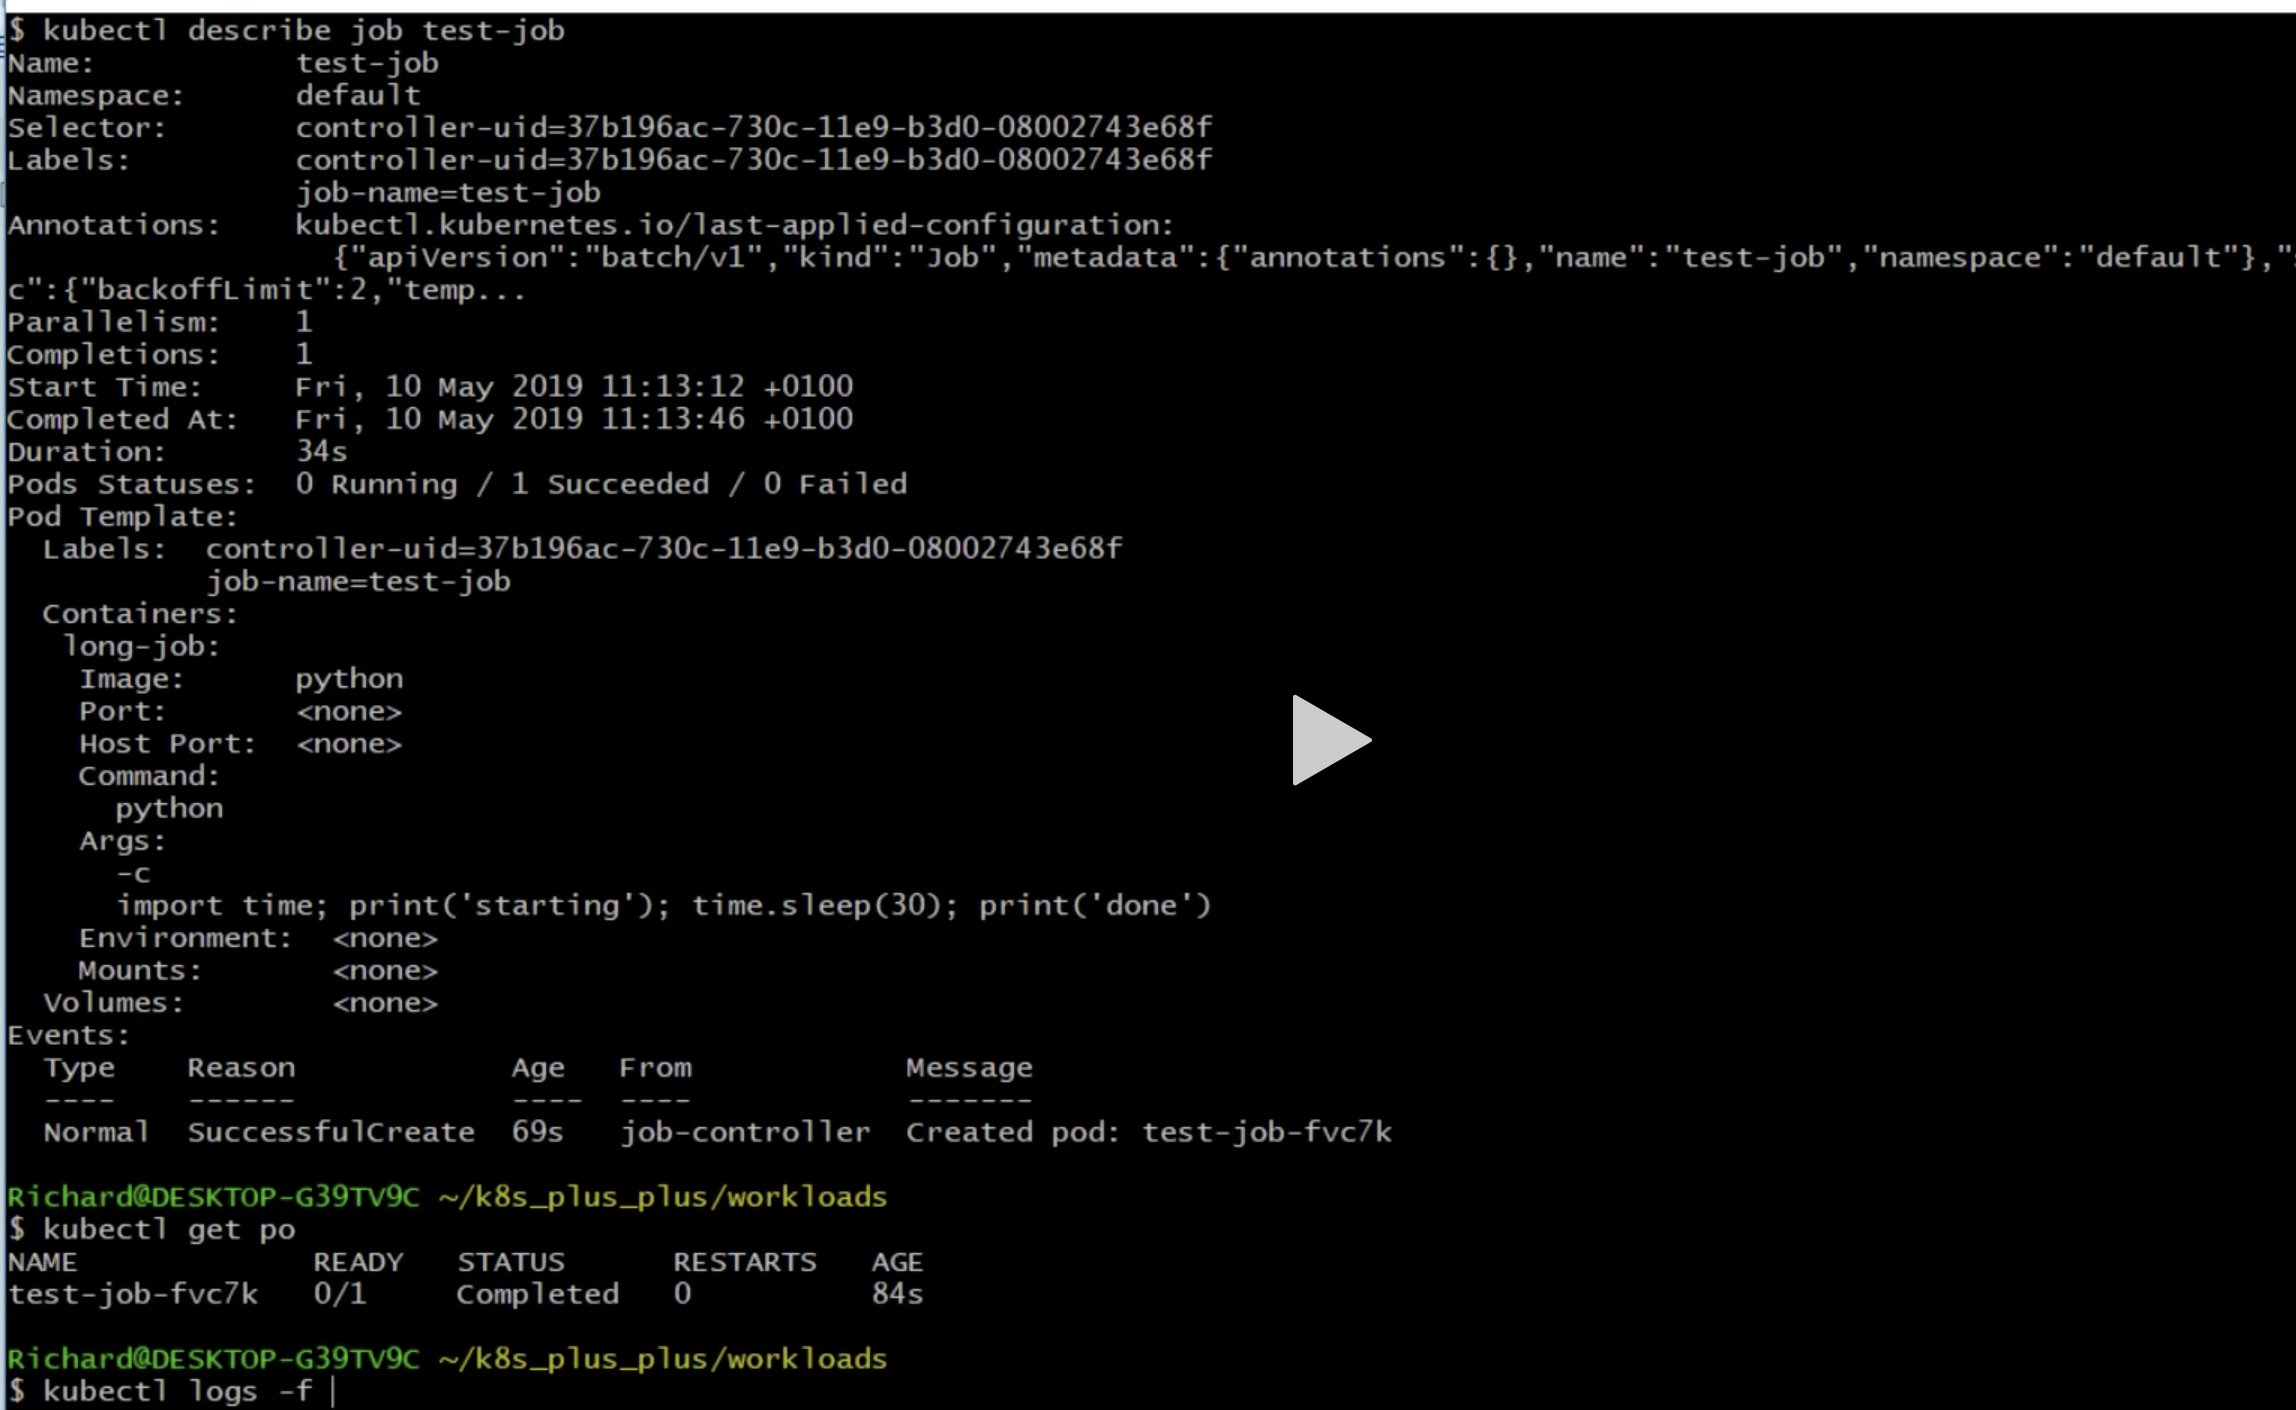 $ kubectl describe job test-job
Name:           test-job
Namespace:      default
Selector:       controller-uid=37b196ac-730c-11e9-b3d0-08002743e68f
Labels:         controller-uid=37b196ac-730c-11e9-b3d0-08002743e68f
                job-name=test-job
Annotations:    kubectl.kubernetes.io/last-applied-configuration:
                  {"apiVersion":"batch/v1","kind":"Job","metadata":{"annotations":{},"name":"test-job","namespace":"default"},"
c":{"backoffLimit":2,"temp...
Parallelism:    1
Completions:    1
Start Time:     Fri, 10 May 2019 11:13:12 +0100
Completed At:   Fri, 10 May 2019 11:13:46 +0100
Duration:       34s
Pods Statuses:  0 Running / 1 Succeeded / 0 Failed
Pod Template:
  Labels:  controller-uid=37b196ac-730c-11e9-b3d0-08002743e68f
           job-name=test-job
  Containers:
   long-job:
    Image:      python
    Port:       <none>
    Host Port:  <none>
    Command:
      python
    Args:
      -c
      import time; print('starting'); time.sleep(30); print('done')
    Environment:  <none>
    Mounts:       <none>
  Volumes:        <none>
Events:
  Type    Reason            Age   From            Message
  ----    ------            ----  ----            -------
  Normal  SuccessfulCreate  69s   job-controller  Created pod: test-job-fvc7k
Richard@DESKTOP-G39TV9C ~/k8s_plus_plus/workloads
$ kubectl get po
NAME             READY   STATUS      RESTARTS   AGE
test-job-fvc7k   0/1     Completed   0          84s
Richard@DESKTOP-G39TV9C ~/k8s_plus_plus/workloads
$ kubectl logs -f